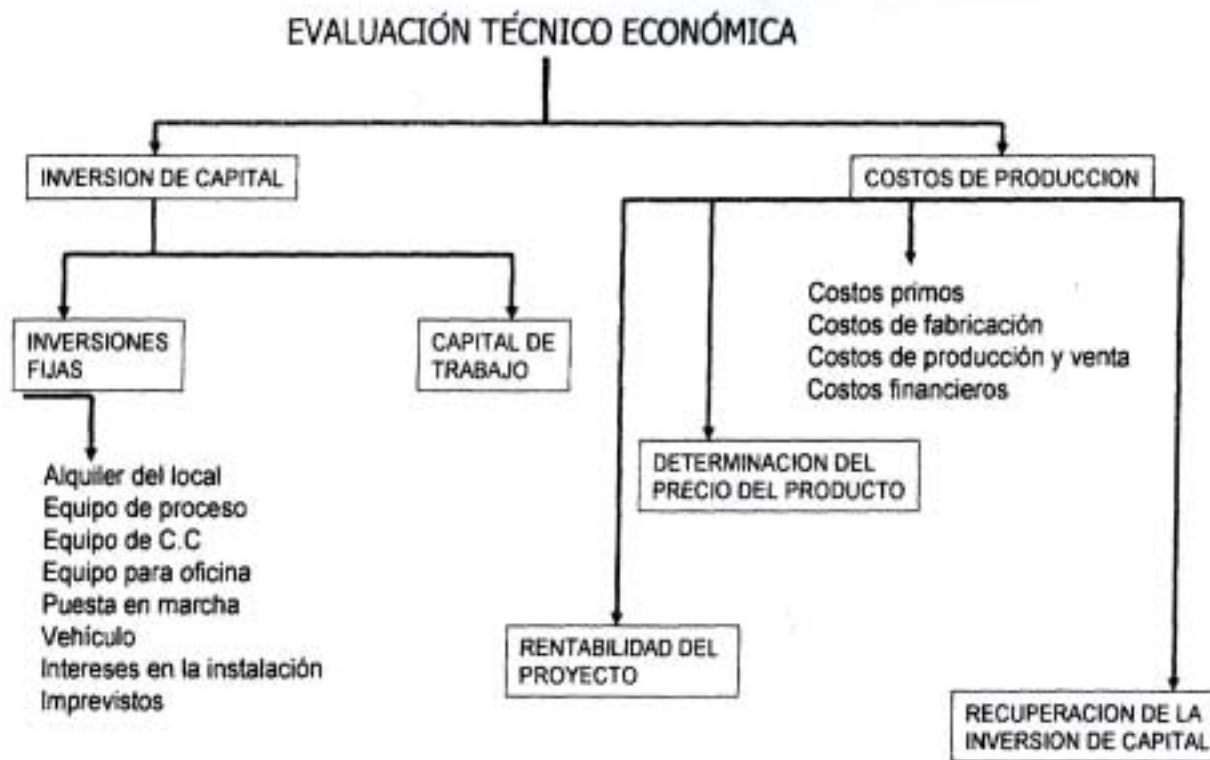 EVALUACIÓN TÉCNICO ECONÓMICA
INVERSION DE CAPITAL
COSTOS DE PRODUCCION
INVERSIONES
FIJAS
CAPITAL DE
TRABAJO
Costos primos
Costos de fabricación
Costos de producción y venta
Costos financieros
DETERMINACION DEL
PRECIO DEL PRODUCTO
Alquiler del local
Equipo de proceso
Equipo de C.C
Equipo para oficina
Puesta en marcha
Vehículo
Intereses en la instalación
Imprevistos
RENTABILIDAD DEL
PROYECTO
RECUPERACION DE LA
INVERSION DE CAPITAL